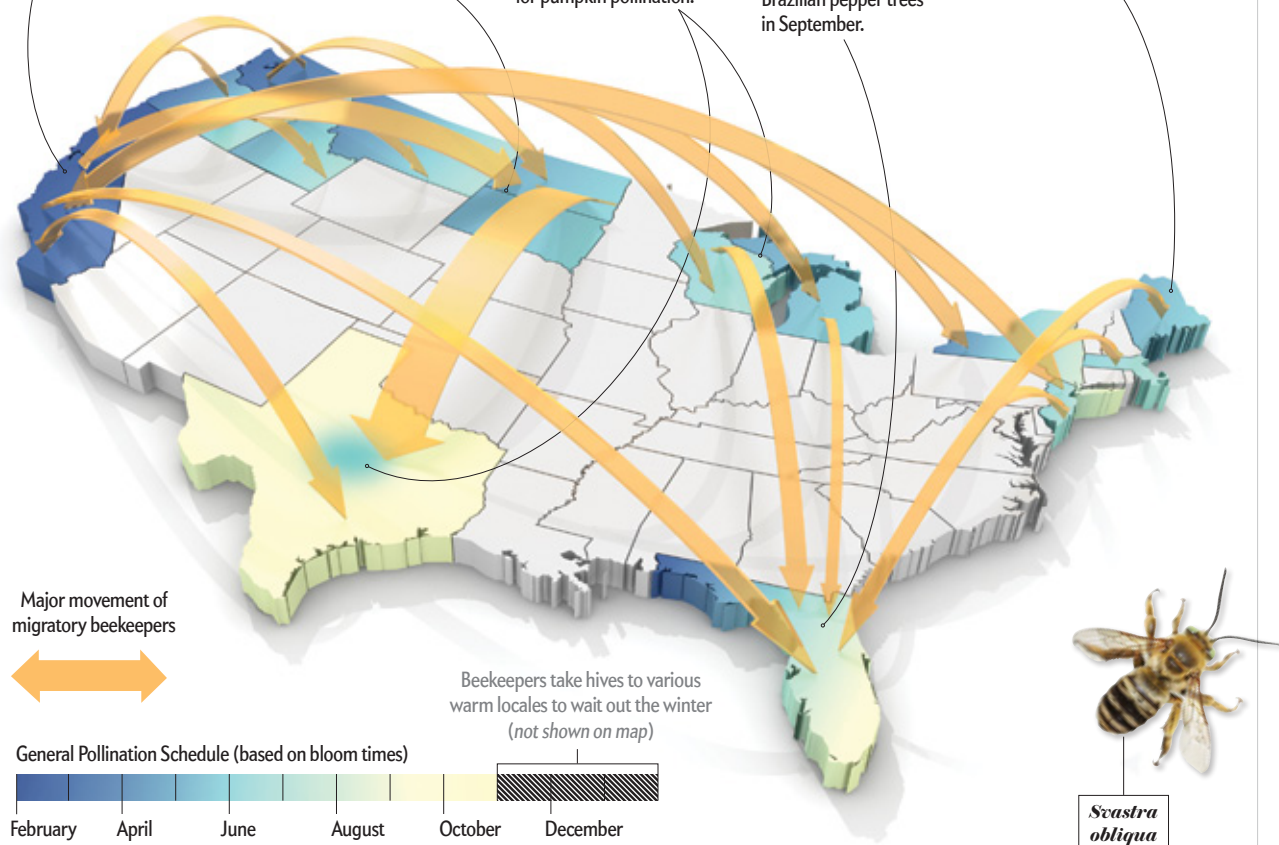 for pumpkin pollination.
Brazilian pepper trees
in September.
Major movement of
migratory beekeepers
Beekeepers take hives to various
warm locales to wait out the winter
(not shown on map)
General Pollination Schedule (based on bloom times)
February April June August October December
Svastra
obliqua